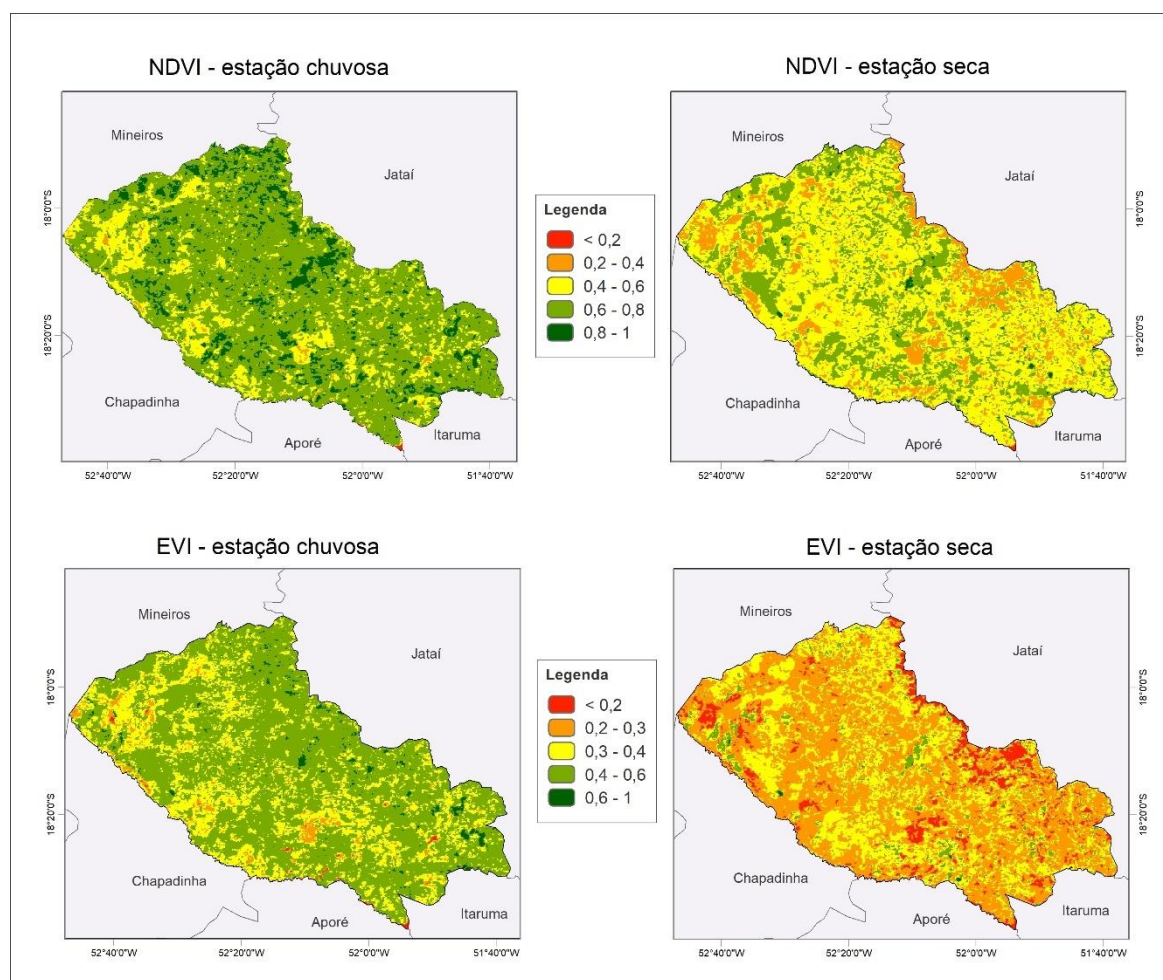 NDVI - estação chuvosa
Mineiros
Jataí
Chapadinha
Aporé
Itaruma
18°0'0"S
18°20'0"S
52°40'0"W
52°20'0"W
52°0'0"W
51°40'0"W
Legenda
< 0,2
0,2 - 0,4
0,4 - 0,6
0,6 - 0,8
0,8 - 1
NDVI - estação seca
Mineiros
Jataí
Chapadinha
Aporé
Itaruma
18°0'0"S
18°20'0"S
52°40'0"W
52°20'0"W
52°0'0"W
51°40'0"W
EVI - estação chuvosa
Mineiros
Jataí
Chapadinha
Aporé
Itaruma
18°0'0"S
18°20'0"S
52°40'0"W
52°20'0"W
52°0'0"W
51°40'0"W
Legenda
< 0,2
0,2 - 0,3
0,3 - 0,4
0,4 - 0,6
0,6 - 1
EVI - estação seca
Mineiros
Jataí
Chapadinha
Aporé
Itaruma
18°0'0"S
18°20'0"S
52°40'0"W
52°20'0"W
52°0'0"W
51°40'0"W